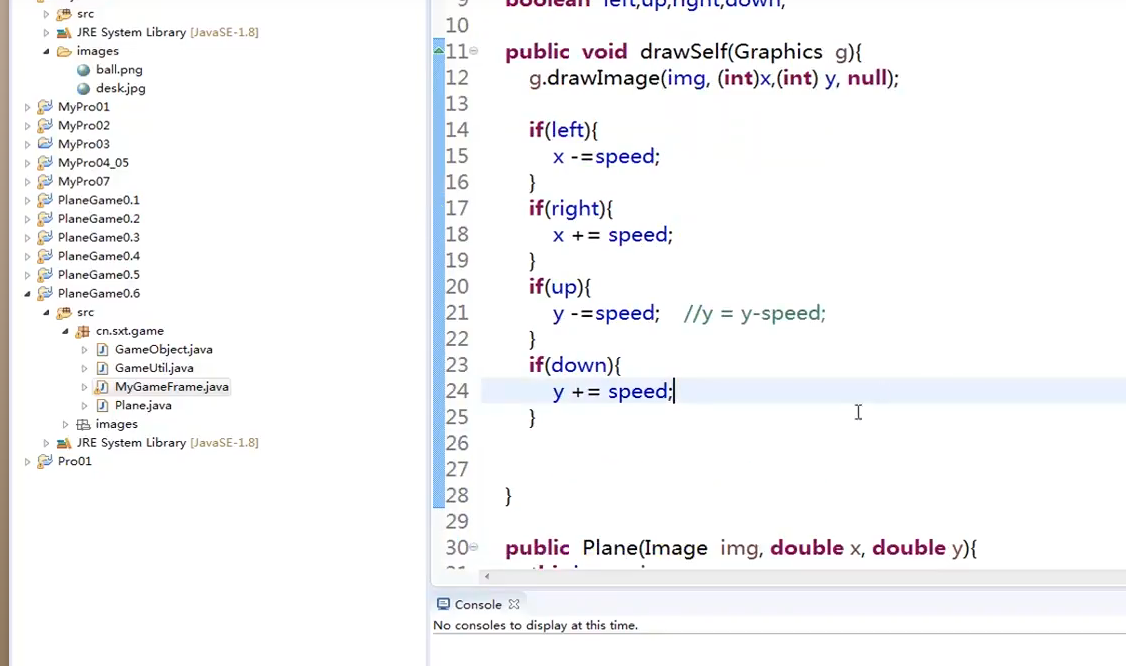 src
JRE System Library [JavaSE-1.8]
images
ball.png
desk.jpg
MyPro01
MyPro02
MyPro03
MyPro04_05
MyPro07
PlaneGame0.1
PlaneGame0.2
PlaneGame0.3
PlaneGame0.4
PlaneGame0.5
PlaneGame0.6
src
cn.sxt.game
GameObject.java
GameUtil.java
MyGameFrame.java
Plane.java
images
JRE System Library [JavaSE-1.8]
Pro01
9 boolean left,up,right,down;
10
11 public void drawSelf(Graphics g){
12 g.drawImage(img, (int)x,(int) y, null);
13
14 if(left){
15 x -=speed;
16 }
17 if(right){
18 x += speed;
19 }
20 if(up){
21 y -=speed; //y = y-speed;
22 }
23 if(down){
24 y += speed;
25 }
26
27
28 }
29
30 public Plane(Image img, double x, double y){
Console
No consoles to display at this time.